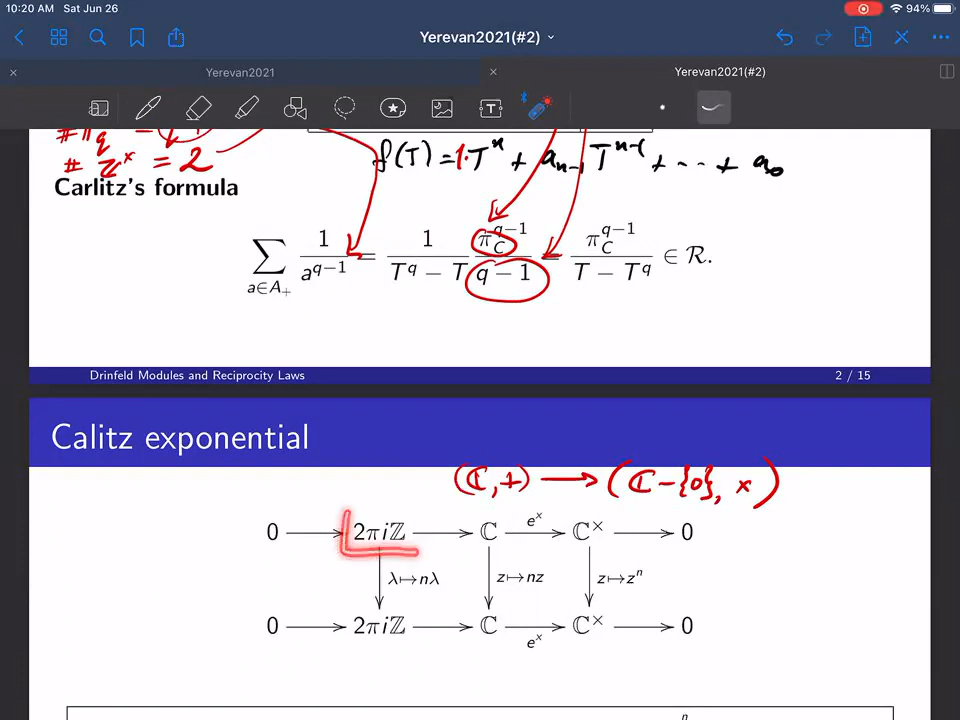 10:20 AM Sat Jun 26 94%
Yerevan2021(#2)
Yerevan2021 Yerevan2021(#2)
# 𝔽q
# ℤ^× = 2
f(T) = 1·T^n + a_{n-1} T^{n-1} + ... + a_0
Carlitz's formula
∑_{a∈A_+} 1/a^{q−1} = 1/(T^q − T) π_C^{q−1}/(q − 1) = π_C^{q−1}/(T − T^q) ∈ R.
Drinfeld Modules and Reciprocity Laws 2 / 15
Calitz exponential
(ℂ, +) → (ℂ − {0}, ×)
0 → 2πiℤ → ℂ e^x → ℂ^× → 0
λ↦nλ z↦nz z↦z^n
0 → 2πiℤ → ℂ → ℂ^× → 0
e^x
n